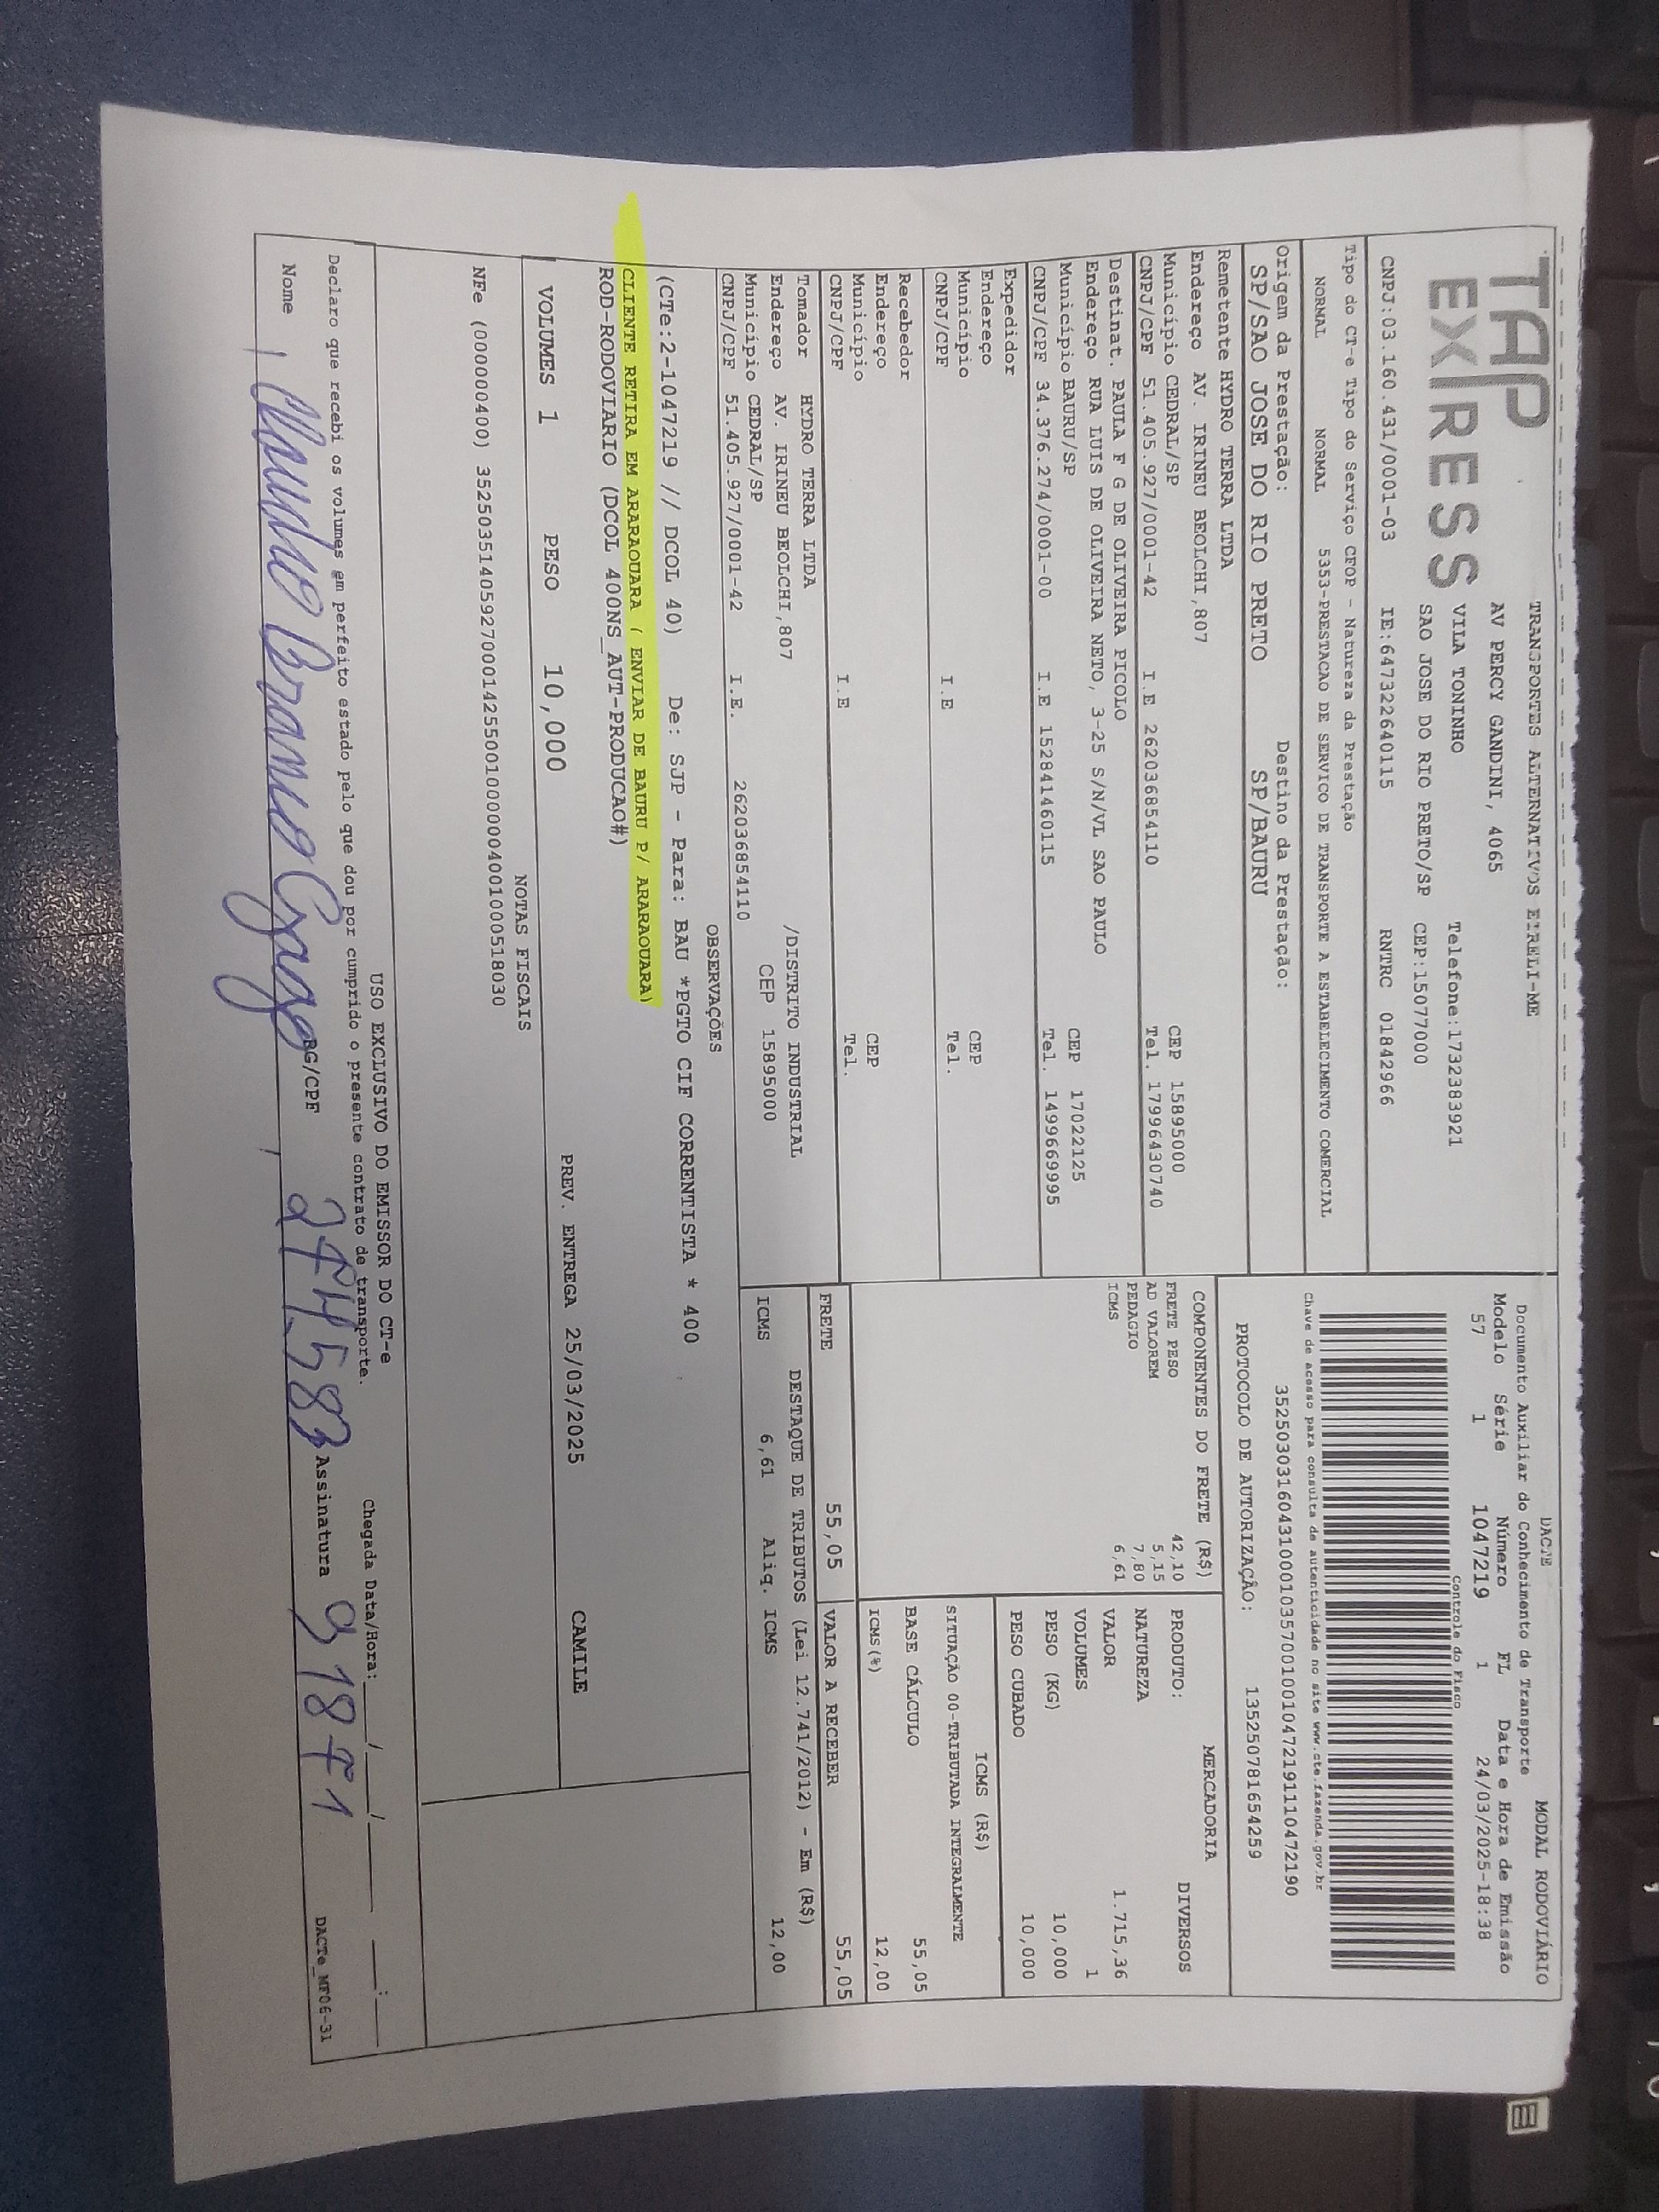 TAP EXPRESS
TRANSPORTES ALTERNATIVOS EIRELI-ME
AV PERCY GANDINI, 4065
VILA TONINHO Telefone:1732383921
SAO JOSE DO RIO PRETO/SP CEP:15077000
CNPJ:03.160.431/0001-03 IE:647322640115 RNTRC 01842966
Tipo do CT-e Tipo do Serviço CFOP - Natureza da Prestação
NORMAL NORMAL 5353-PRESTACAO DE SERVICO DE TRANSPORTE A ESTABELECIMENTO COMERCIAL
Origem da Prestação: Destino da Prestação:
SP/SAO JOSE DO RIO PRETO SP/BAURU
DACTE MODAL RODOVIÁRIO
Documento Auxiliar do Conhecimento de Transporte
Modelo Série Número FL Data e Hora de Emissão
57 1 1047219 1 24/03/2025-18:38
Controle do Fisco
Chave de acesso para consulta de autenticidade no site www.cte.fazenda.gov.br
35250303160431000103570010010472191110472190
PROTOCOLO DE AUTORIZAÇÃO: 135250781654259
Remetente HYDRO TERRA LTDA
Endereço AV. IRINEU BEOLCHI,807
Município CEDRAL/SP CEP 15895000
CNPJ/CPF 51.405.927/0001-42 I.E 262036854110 Tel. 17996430740
Destinat. PAULA F G DE OLIVEIRA PICOLO
Endereço RUA LUIS DE OLIVEIRA NETO, 3-25 S/N/VL SAO PAULO
Município BAURU/SP CEP 17022125
CNPJ/CPF 34.376.274/0001-00 I.E 152841460115 Tel. 14996669995
Expedidor
Endereço
Município CEP
CNPJ/CPF I.E Tel.
Recebedor
Endereço
Município CEP
CNPJ/CPF I.E Tel.
Tomador HYDRO TERRA LTDA
Endereço AV. IRINEU BEOLCHI,807 /DISTRITO INDUSTRIAL
Município CEDRAL/SP CEP 15895000
CNPJ/CPF 51.405.927/0001-42 I.E. 262036854110
COMPONENTES DO FRETE (R$)
FRETE PESO 42,10
AD VALOREM 5,15
PEDAGIO 7,80
ICMS 6,61
MERCADORIA
PRODUTO: DIVERSOS
NATUREZA
VALOR 1.715,36
VOLUMES 1
PESO (KG) 10,000
PESO CUBADO 10,000
ICMS (R$)
SITUAÇÃO 00-TRIBUTADA INTEGRALMENTE
BASE CÁLCULO 55,05
ICMS(%) 12,00
FRETE 55,05 VALOR A RECEBER 55,05
DESTAQUE DE TRIBUTOS (Lei 12.741/2012) - Em (R$)
ICMS 6,61 Aliq. ICMS 12,00
OBSERVAÇÕES
(CTe:2-1047219 // DCOL 40) De: SJP - Para: BAU *PGTO CIF CORRENTISTA * 400
CLIENTE RETIRA EM ARARAQUARA ( ENVIAR DE BAURU P/ ARARAQUARA)
ROD-RODOVIARIO (DCOL 400NS_AUT-PRODUCAO#)
VOLUMES 1 PESO 10,000 PREV. ENTREGA 25/03/2025 CAMILE
NOTAS FISCAIS
NFe (000000400) 35250351405927000142550010000004001000518030
USO EXCLUSIVO DO EMISSOR DO CT-e
Declaro que recebi os volumes em perfeito estado pelo que dou por cumprido o presente contrato de transporte.
Chegada Data/Hora: __/__/____ __:__
Nome RG/CPF Assinatura
DACTe_MF06-31